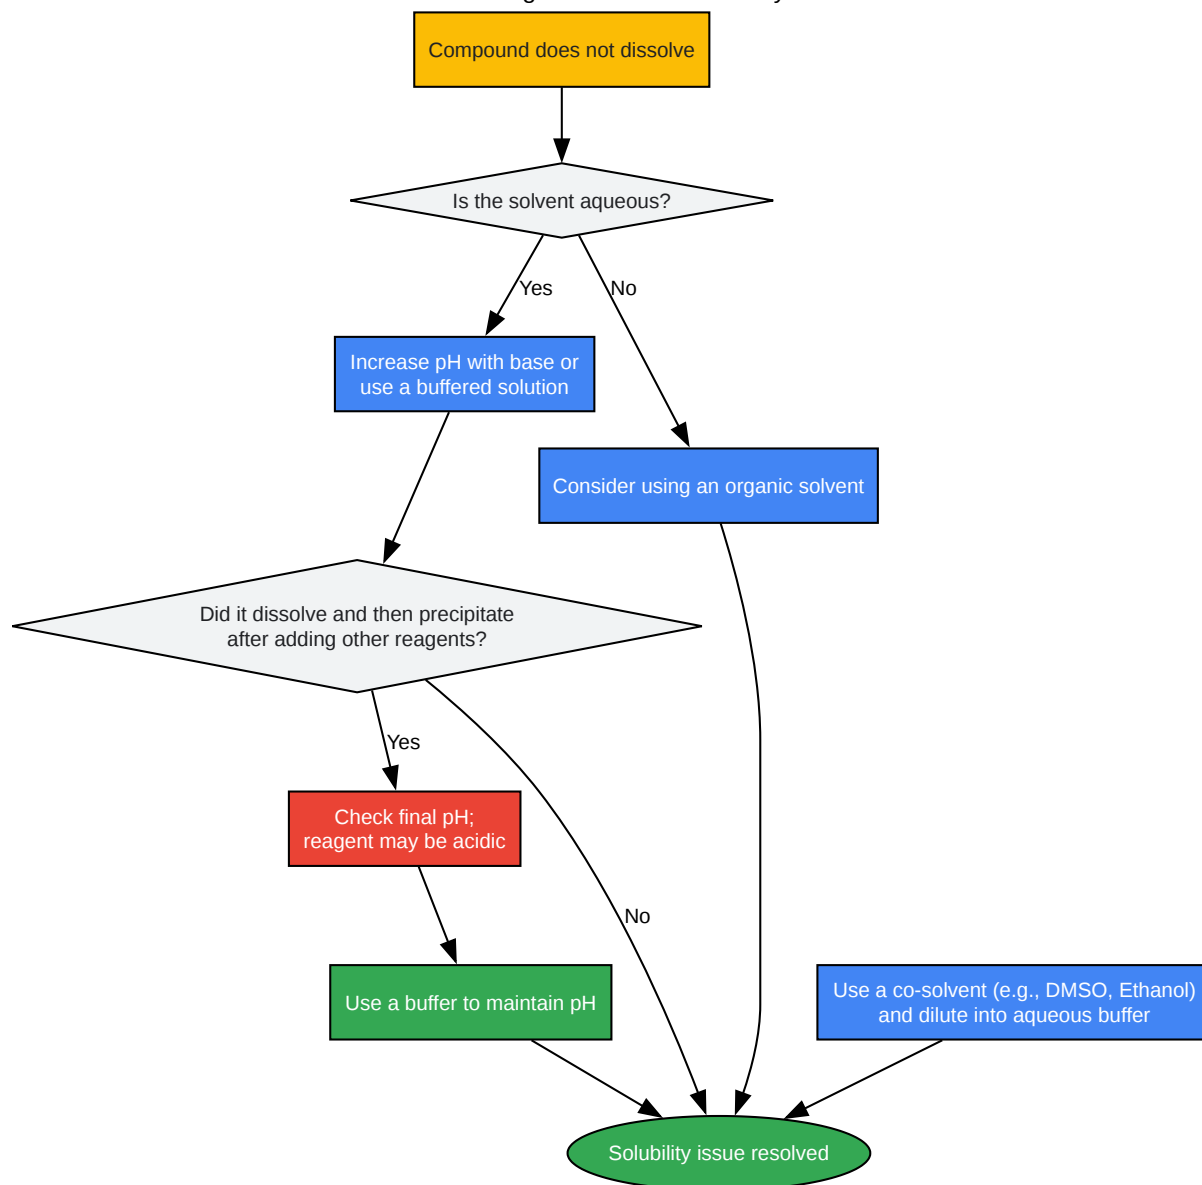 Compound does not dissolve
Is the solvent aqueous?
Yes
No
Increase pH with base or
use a buffered solution
Consider using an organic solvent
Did it dissolve and then precipitate
after adding other reagents?
Yes
Check final pH;
reagent may be acidic
No
Use a buffer to maintain pH
Use a co-solvent (e.g., DMSO, Ethanol)
and dilute into aqueous buffer
Solubility issue resolved